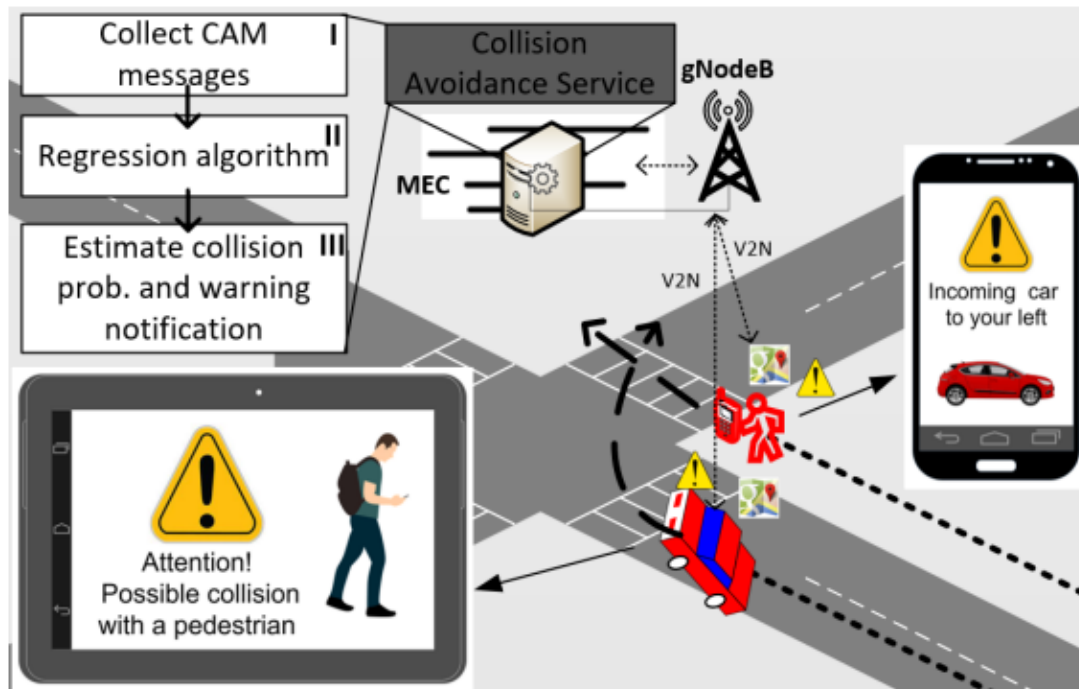 Collect CAM
messages
I
Regression algorithm
II
Estimate collision
prob. and warning
notification
III
Collision
Avoidance Service
MEC
gNodeB
V2N
V2N
Incoming car
to your left
Attention!
Possible collision
with a pedestrian